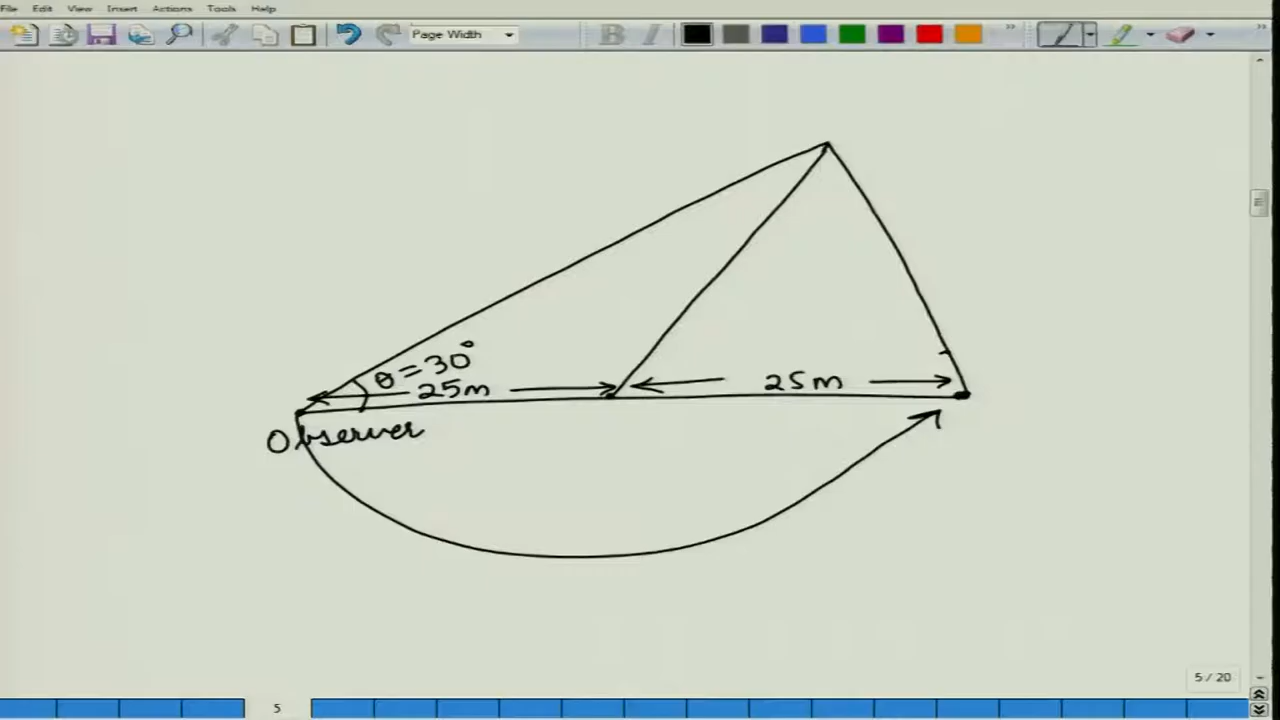 File Edit View Insert Actions Tools Help
Page Width B I
θ = 30°
25m 25m
Observer
5 / 20
5